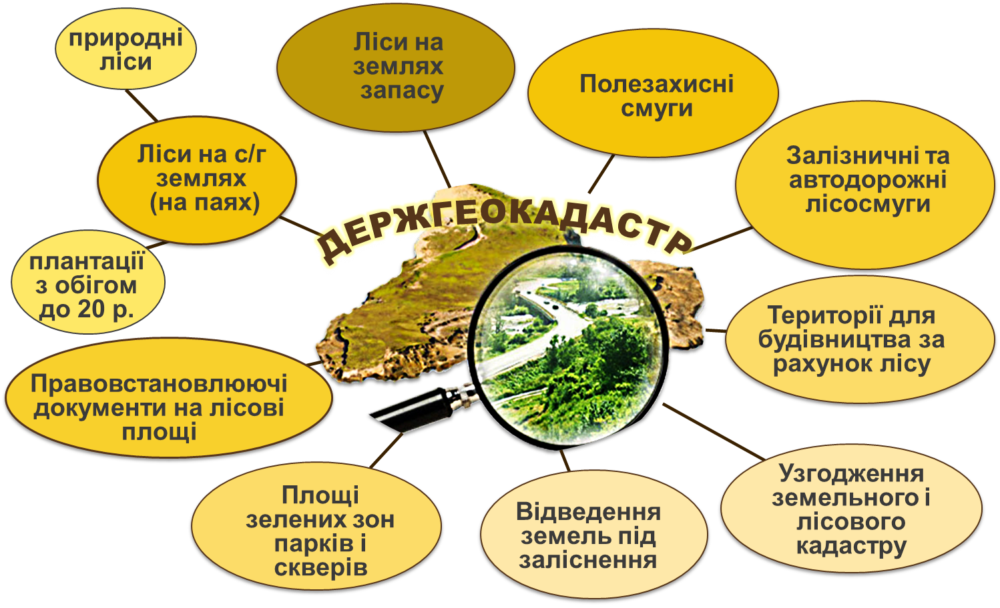 природні
ліси
Ліси на
землях
запасу
Полезахисні
смуги
Ліси на с/г
землях
(на паях)
Залізничні та
автодорожні
лісосмуги
ДЕРЖГЕОКАДАСТР
плантації
з обігом
до 20 р.
Території для
будівництва за
рахунок лісу
Правовстановлюючі
документи на лісові
площі
Площі
зелених зон
парків і
скверів
Відведення
земель під
заліснення
Узгодження
земельного і
лісового
кадастру